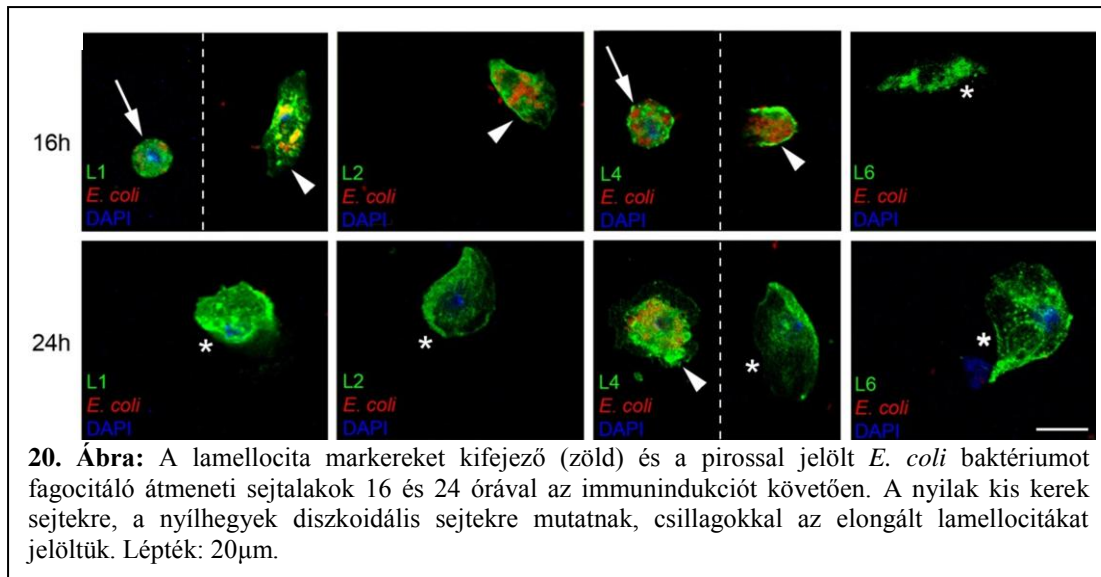 16h
L1
E. coli
DAPI
L2
E. coli
DAPI
L4
E. coli
DAPI
L6
E. coli
DAPI
*
24h
L1
E. coli
DAPI
*
L2
E. coli
DAPI
*
L4
E. coli
DAPI
*
L6
E. coli
DAPI
*
20. Ábra: A lamellocita markereket kifejező (zöld) és a pirossal jelölt E. coli baktériumot
fagocitáló átmeneti sejtalakok 16 és 24 órával az immunindukciót követően. A nyilak kis kerek
sejtekre, a nyílhegyek diszkoidális sejtekre mutatnak, csillagokkal az elongált lamellocitákat
jelöltük. Lépték: 20μm.